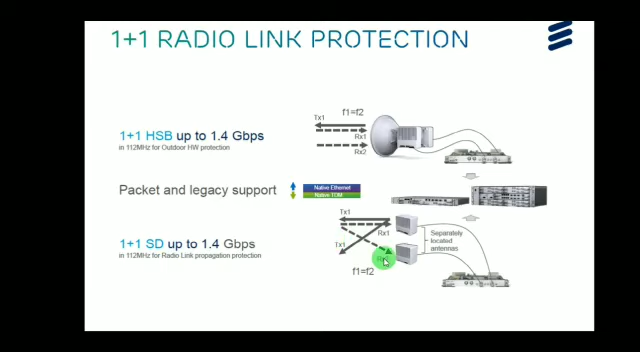 1+1 RADIO LINK PROTECTION
1+1 HSB up to 1.4 Gbps
in 112MHz for Outdoor HW protection
Tx1
f1=f2
Rx1
Rx2
Packet and legacy support
Native Ethernet
Native TDM
1+1 SD up to 1.4 Gbps
in 112MHz for Radio Link propagation protection
Tx1
Rx1
Tx1
f1=f2
Separately
located
antennas